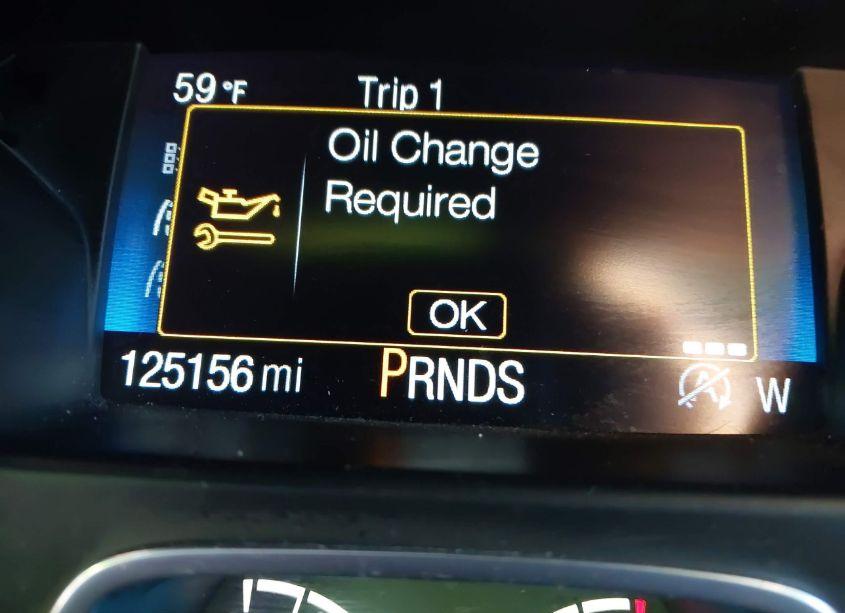 59 °F Trip 1
Oil Change
Required
OK
125156 mi PRNDS A W